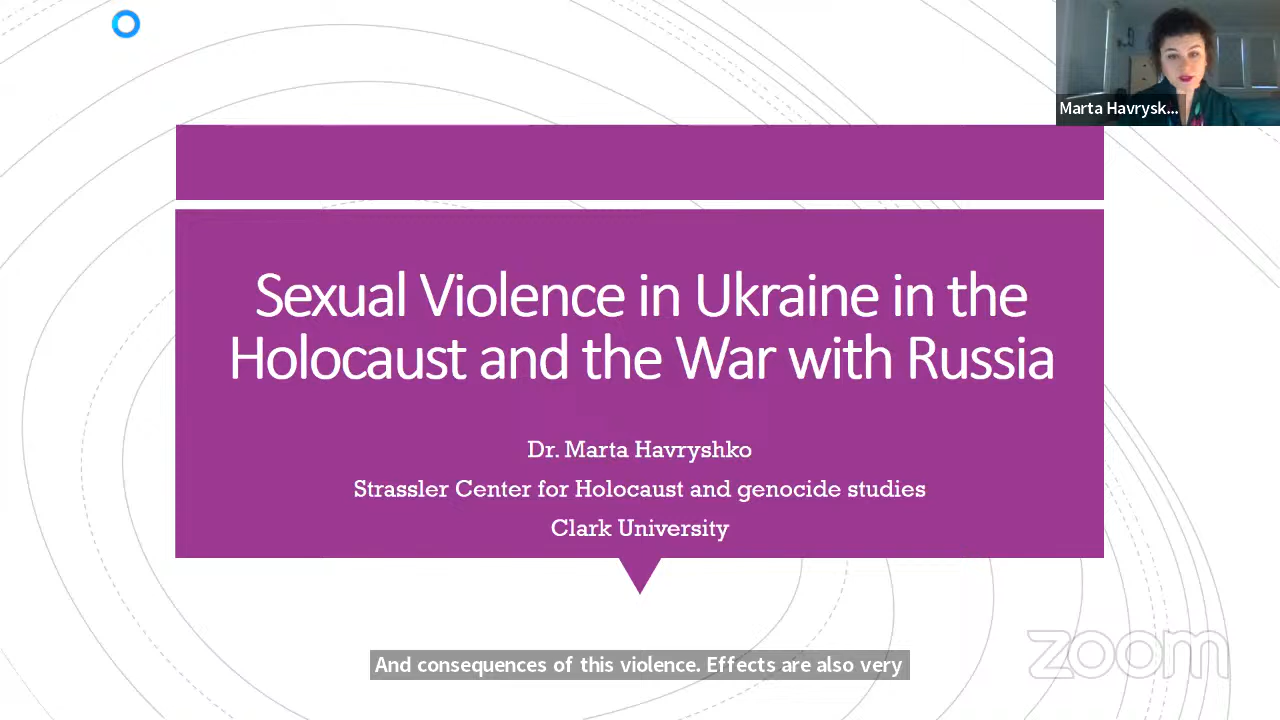 Marta Havrysk...
Sexual Violence in Ukraine in the
Holocaust and the War with Russia
Dr. Marta Havryshko
Strassler Center for Holocaust and genocide studies
Clark University
zoom
And consequences of this violence. Effects are also very